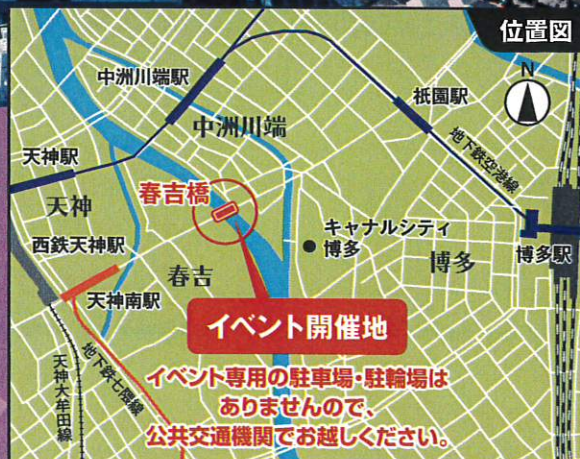 位置図
N
中洲川端駅
祇園駅
中洲川端
地下鉄空港線
天神駅
春吉橋
天神
キャナルシティ
博多
西鉄天神駅
博多
博多駅
春吉
天神南駅
イベント開催地
地下鉄七隈線
天神大牟田線
イベント専用の駐車場・駐輪場は
ありませんので、
公共交通機関でお越しください。